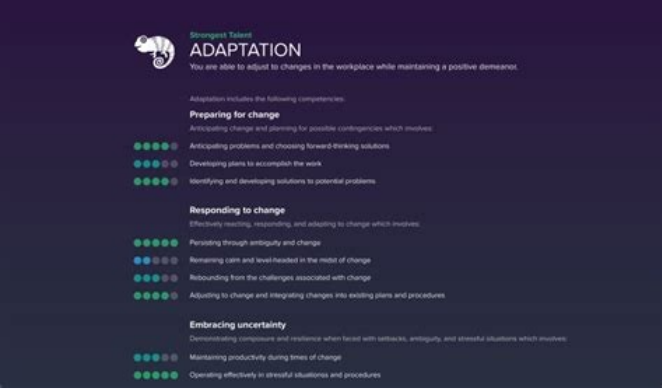 Strongest Talent
ADAPTATION
You are able to adjust to changes in the workplace while maintaining a positive demeanor.
Adaptation includes the following competencies:
Preparing for change
Anticipating change and planning for possible contingencies which involves:
Anticipating problems and choosing forward-thinking solutions
Developing plans to accomplish the work
Identifying and developing solutions to potential problems
Responding to change
Effectively reacting, responding, and adapting to change which involves:
Persisting through ambiguity and change
Remaining calm and level-headed in the midst of change
Rebounding from the challenges associated with change
Adjusting to change and integrating changes into existing plans and procedures
Embracing uncertainty
Demonstrating composure and resilience when faced with setbacks, ambiguity, and stressful situations which involves:
Maintaining productivity during times of change
Operating effectively in stressful situationss and procedures